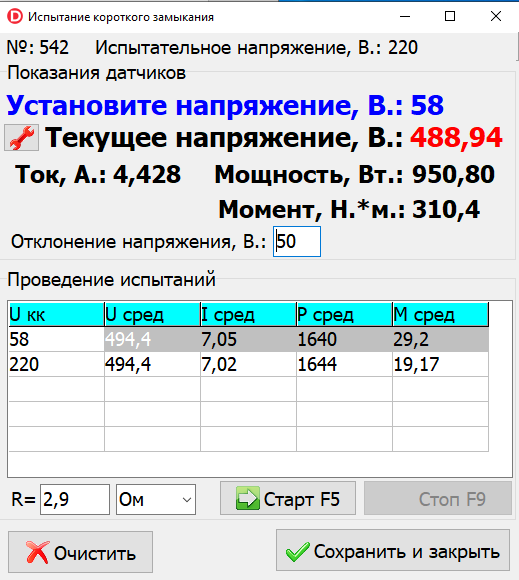 Испытание короткого замыкания
№: 542 Испытательное напряжение, В.: 220
Показания датчиков
Установите напряжение, В.: 58
Текущее напряжение, В.: 488,94
Ток, А.: 4,428 Мощность, Вт.: 950,80
Момент, Н.*м.: 310,4
Отклонение напряжения, В.: 50
Проведение испытаний
U кк U сред I сред P сред M сред
58 494,4 7,05 1640 29,2
220 494,4 7,02 1644 19,17
R= 2,9 Ом Старт F5 Стоп F9
Очистить Сохранить и закрыть